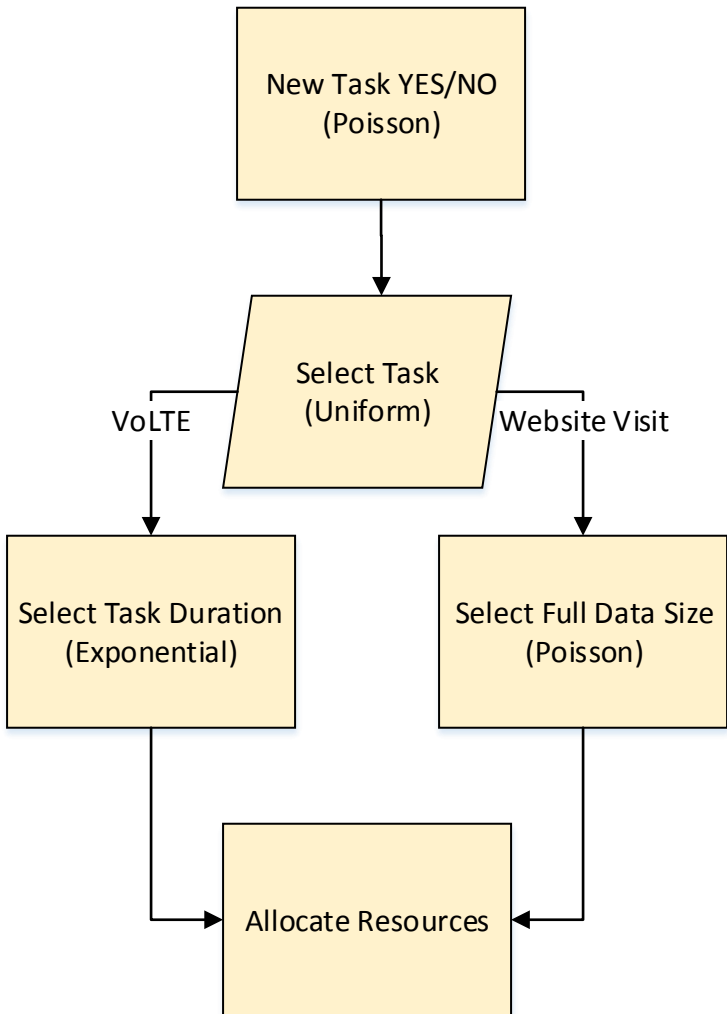 New Task YES/NO
(Poisson)
Select Task
(Uniform)
VoLTE
Website Visit
Select Task Duration
(Exponential)
Select Full Data Size
(Poisson)
Allocate Resources